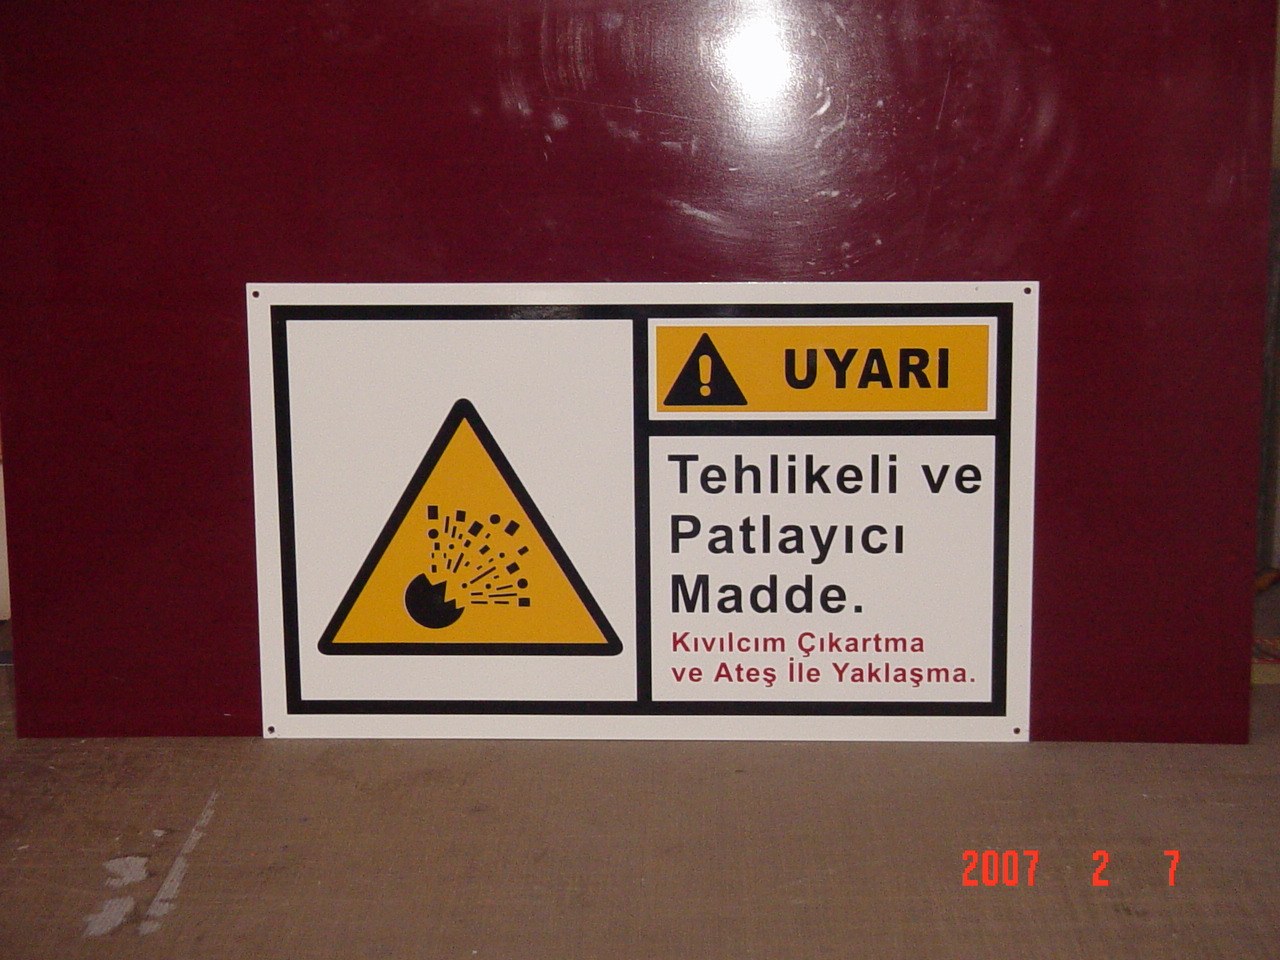 UYARI
Tehlikeli ve
Patlayıcı
Madde.
Kıvılcım Çıkartma
ve Ateş İle Yaklaşma.
2007 2 7